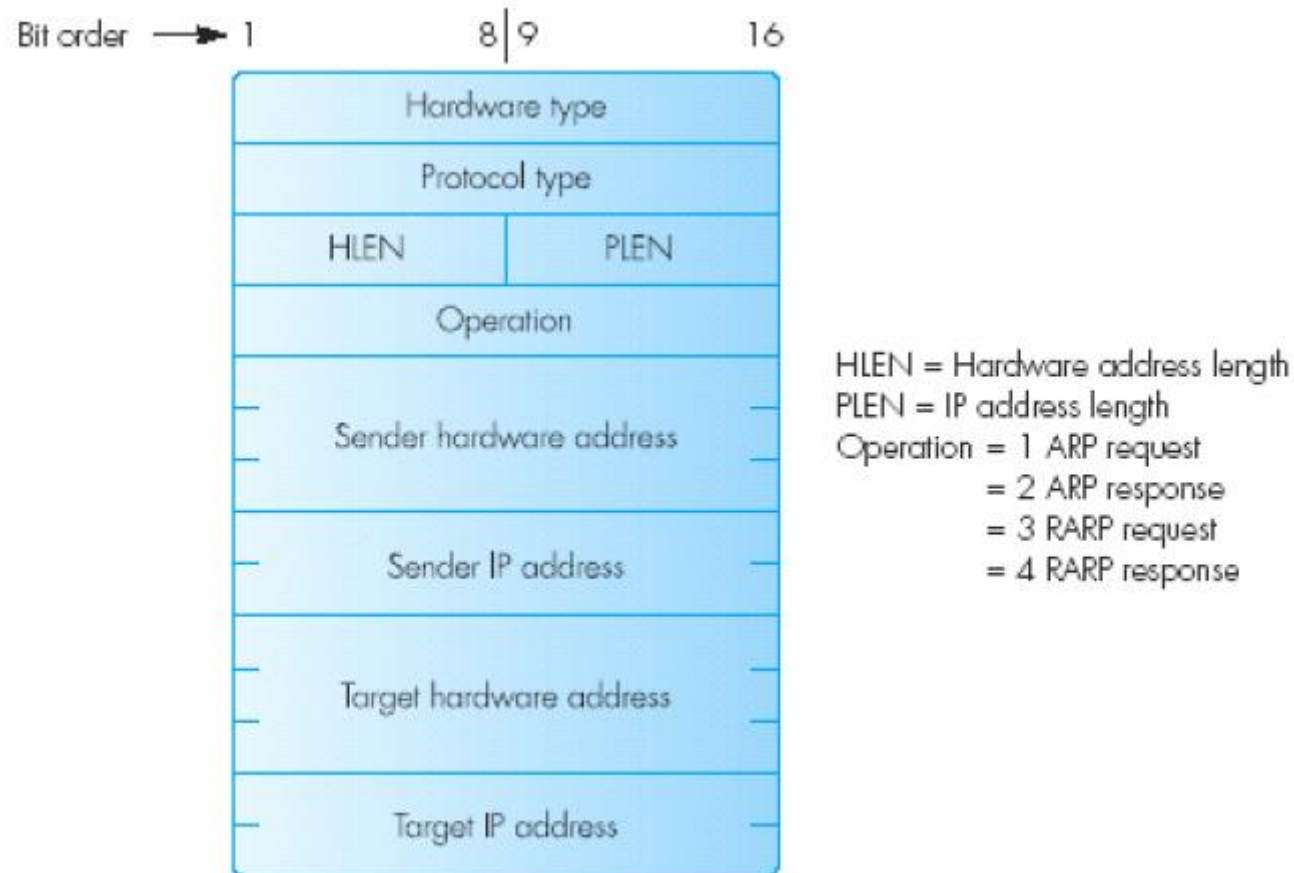 Bit order 1 8 9 16
Hardware type
Protocol type
HLEN PLEN
Operation
Sender hardware address
Sender IP address
Target hardware address
Target IP address
HLEN = Hardware address length
PLEN = IP address length
Operation = 1 ARP request
= 2 ARP response
= 3 RARP request
= 4 RARP response